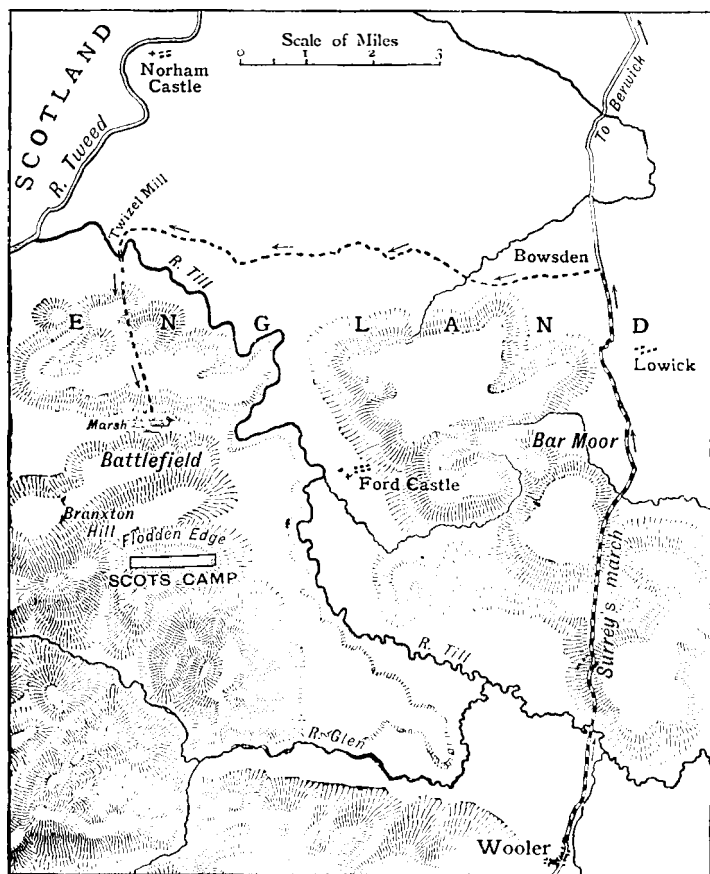 Scale of Miles
0 1 2 3
SCOTLAND
Norham
Castle
R. Tweed
To Berwick
Twizel Mill
R. Till
Bowsden
E N G L A N D
Lowick
Marsh
Battlefield
Bar Moor
Ford Castle
Branxton
Hill
Flodden Edge
SCOTS CAMP
Surrey's march
R. Till
R. Glen
Wooler